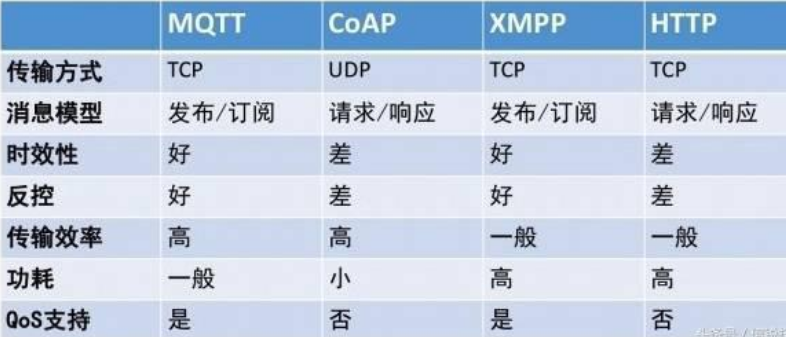 MQTT CoAP XMPP HTTP
传输方式 TCP UDP TCP TCP
消息模型 发布/订阅 请求/响应 发布/订阅 请求/响应
时效性 好 差 好 差
反控 好 差 好 差
传输效率 高 高 一般 一般
功耗 一般 小 高 高
QoS支持 是 否 是 否